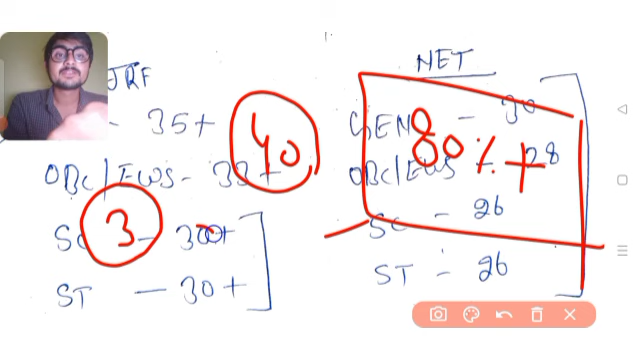 JRF
- 35+
OBC/EWS - 33+
40
3
- 30+
ST - 30+
NET
GEN - 30
80%+
OBC/EWS - 28
SC - 26
ST - 26